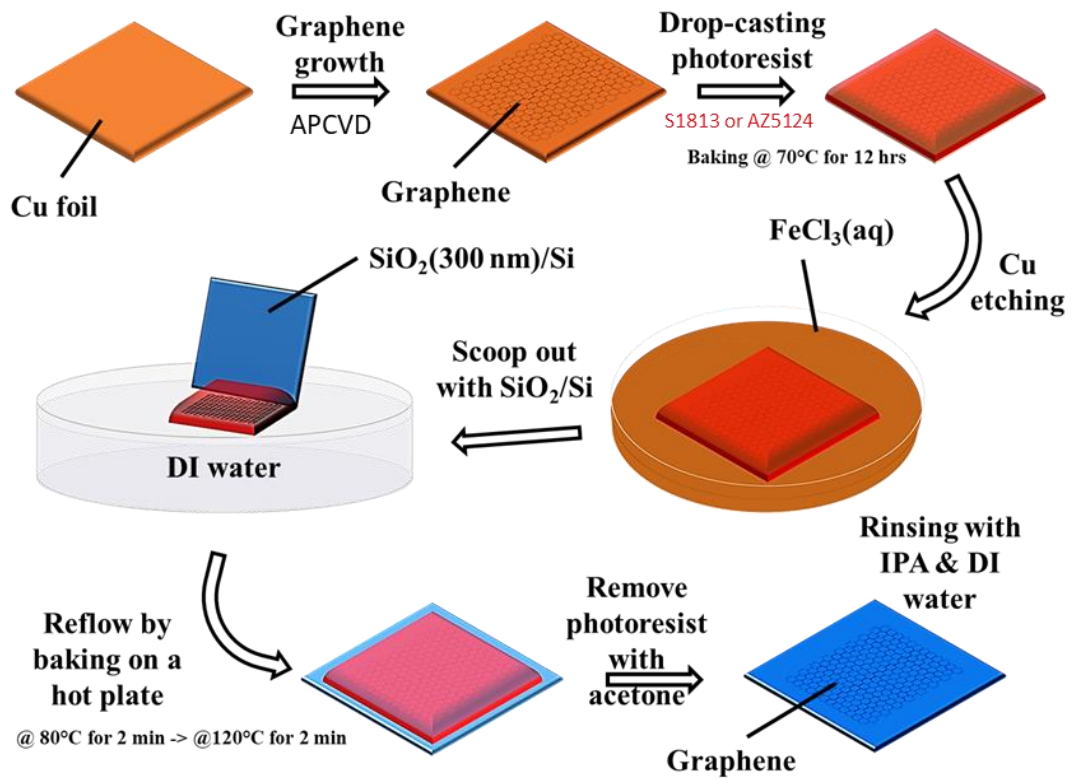 Graphene
growth
APCVD
Drop-casting
photoresist
S1813 or AZ5124
Baking @ 70°C for 12 hrs
Cu foil
Graphene
FeCl₃(aq)
Cu
etching
SiO₂(300 nm)/Si
Scoop out
with SiO₂/Si
DI water
Reflow by
baking on a
hot plate
@ 80°C for 2 min -> @120°C for 2 min
Remove
photoresist
with
acetone
Rinsing with
IPA & DI
water
Graphene